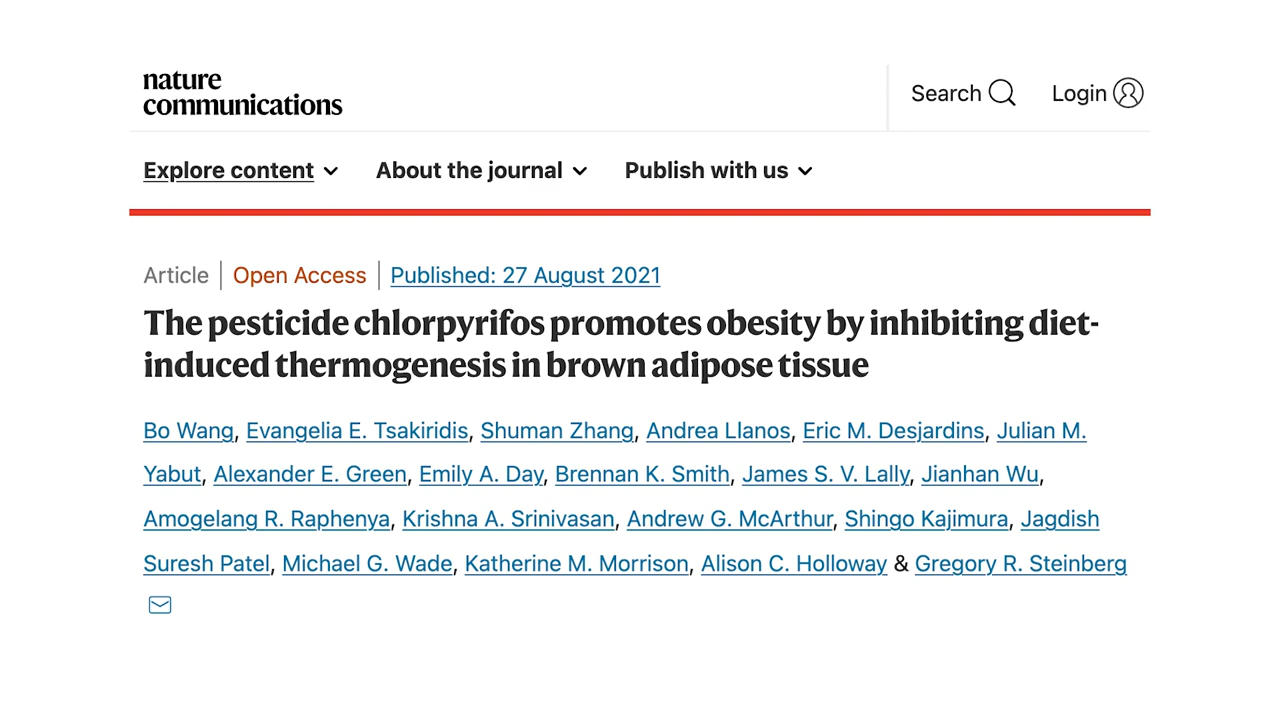 nature
communications
Search
Login
Explore content
About the journal
Publish with us
Article | Open Access | Published: 27 August 2021
The pesticide chlorpyrifos promotes obesity by inhibiting diet-
induced thermogenesis in brown adipose tissue
Bo Wang, Evangelia E. Tsakiridis, Shuman Zhang, Andrea Llanos, Eric M. Desjardins, Julian M.
Yabut, Alexander E. Green, Emily A. Day, Brennan K. Smith, James S. V. Lally, Jianhan Wu,
Amogelang R. Raphenya, Krishna A. Srinivasan, Andrew G. McArthur, Shingo Kajimura, Jagdish
Suresh Patel, Michael G. Wade, Katherine M. Morrison, Alison C. Holloway & Gregory R. Steinberg